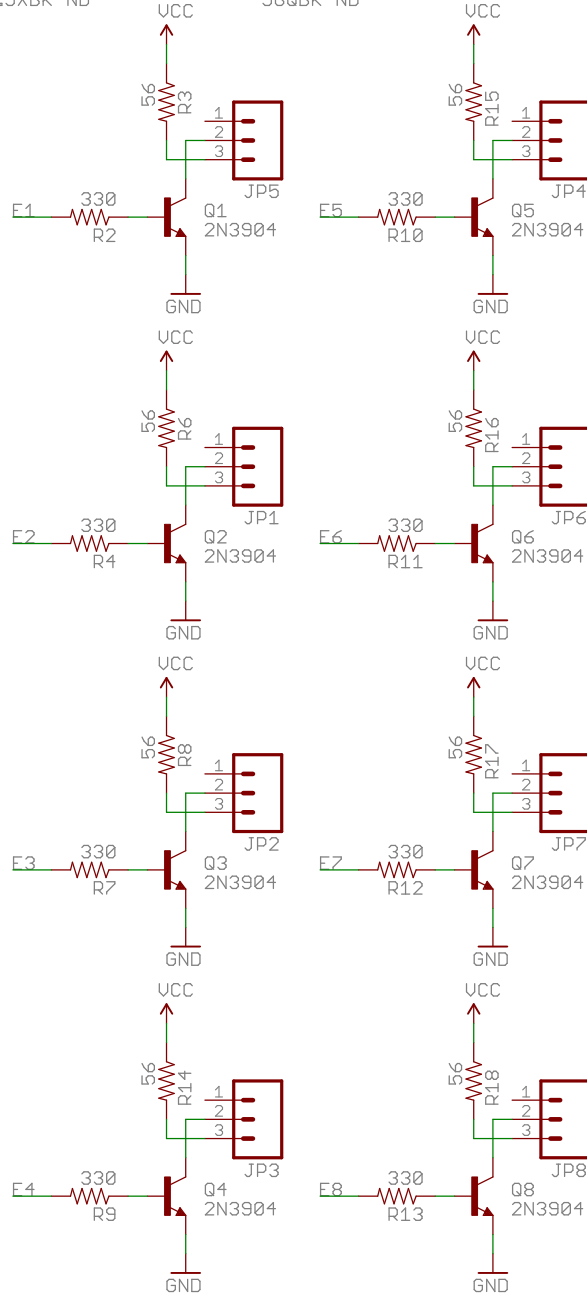 VCC VCC
56 R3 56 R15
1 1
2 2
3 3
JP5 JP4
E1 330 Q1 E5 330 Q5
R2 2N3904 R10 2N3904
GND GND
VCC VCC
56 R6 56 R16
1 1
2 2
3 3
JP1 JP6
E2 330 Q2 E6 330 Q6
R4 2N3904 R11 2N3904
GND GND
VCC VCC
56 R8 56 R17
1 1
2 2
3 3
JP2 JP7
E3 330 Q3 E7 330 Q7
R7 2N3904 R12 2N3904
GND GND
VCC VCC
56 R14 56 R18
1 1
2 2
3 3
JP3 JP8
E4 330 Q4 E8 330 Q8
R9 2N3904 R13 2N3904
GND GND